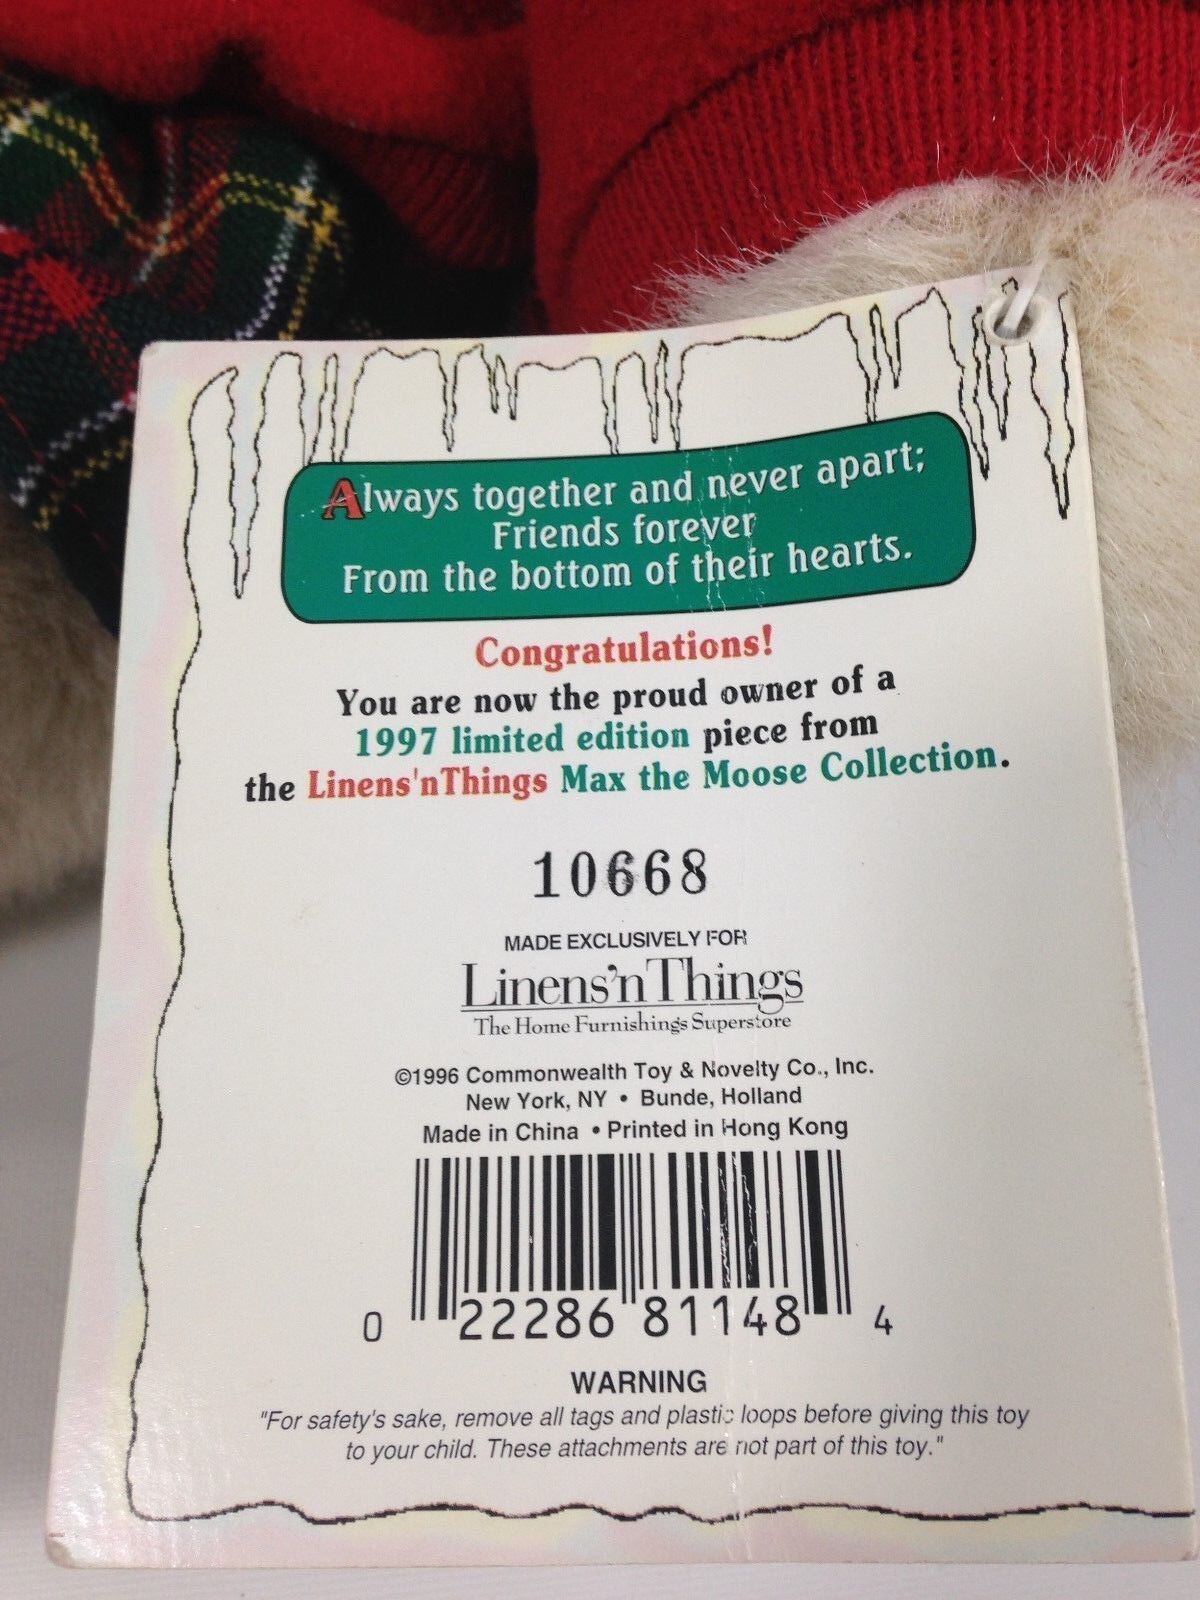 Always together and never apart;
Friends forever
From the bottom of their hearts.
Congratulations!
You are now the proud owner of a
1997 limited edition piece from
the Linens'nThings Max the Moose Collection.
10668
MADE EXCLUSIVELY FOR
Linens'nThings
The Home Furnishings Superstore
©1996 Commonwealth Toy & Novelty Co., Inc.
New York, NY • Bunde, Holland
Made in China • Printed in Hong Kong
0 22286 81148 4
WARNING
"For safety's sake, remove all tags and plastic loops before giving this toy
to your child. These attachments are not part of this toy."